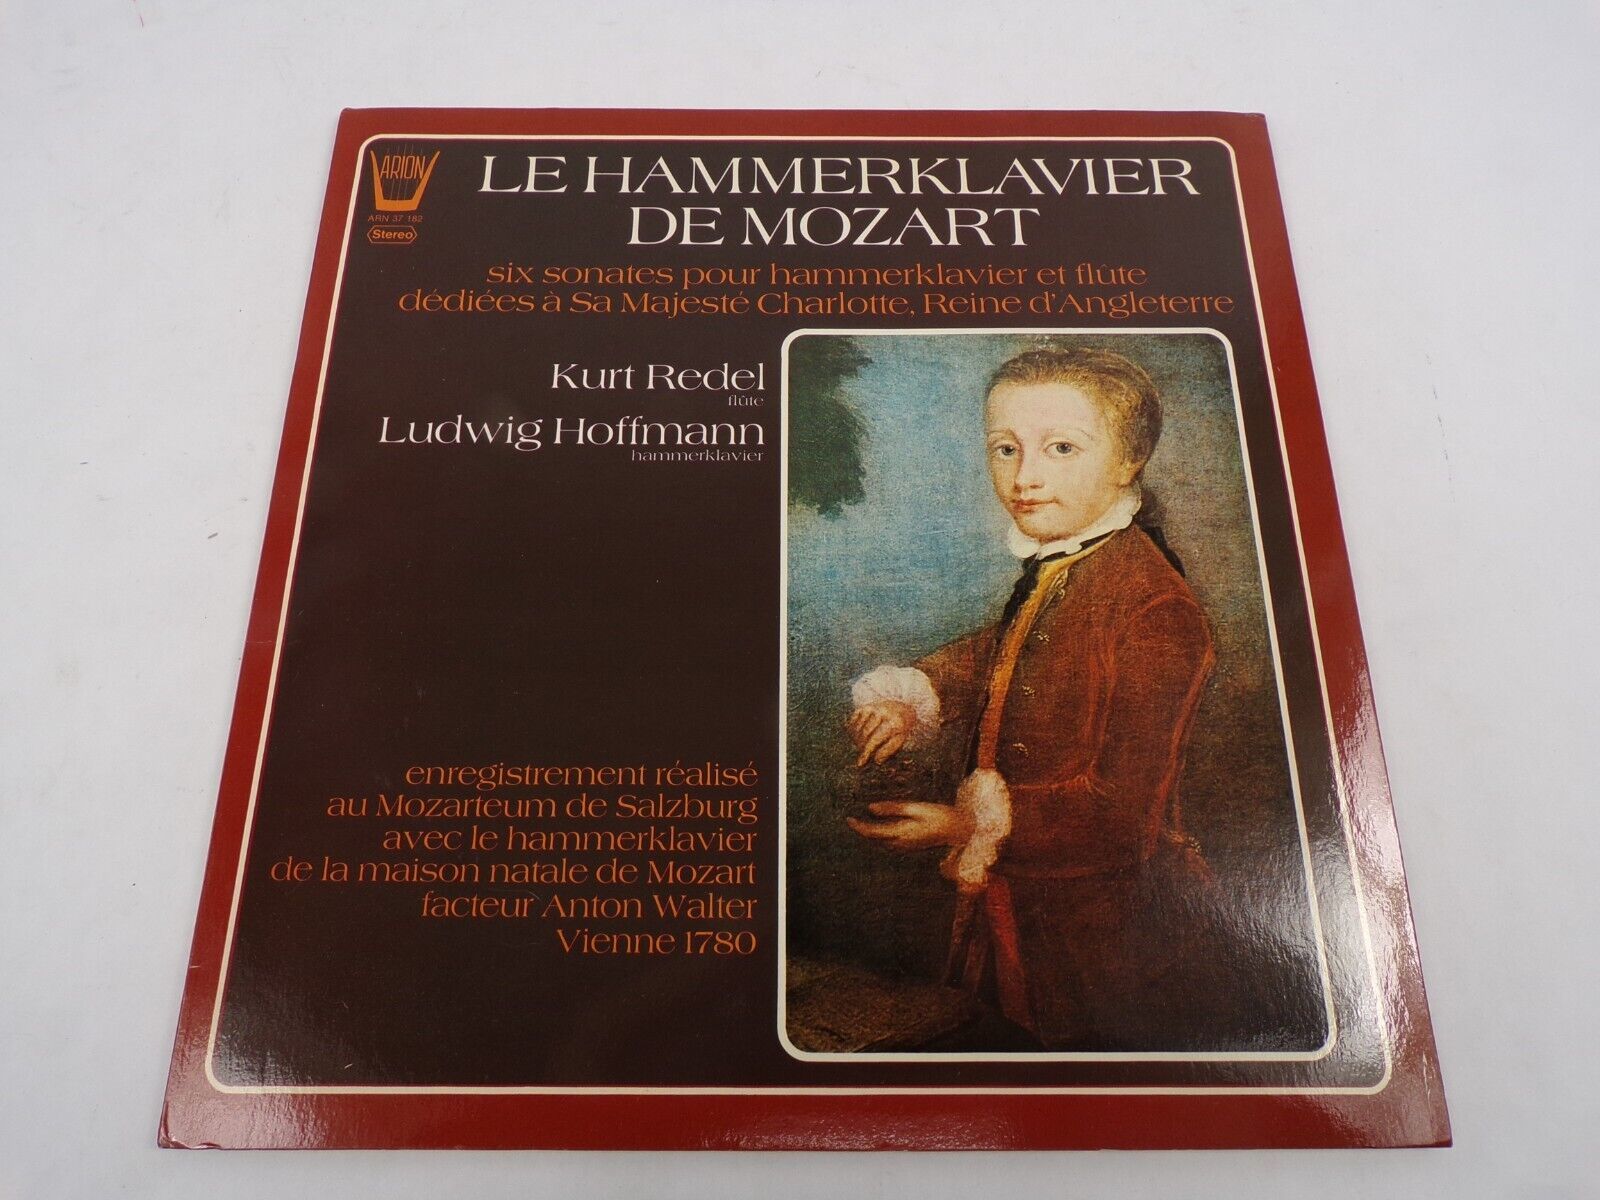 ARION
ARN 37 182
Stereo
LE HAMMERKLAVIER
DE MOZART
six sonates pour hammerklavier et flûte
dédiées à Sa Majesté Charlotte, Reine d'Angleterre
Kurt Redel
flûte
Ludwig Hoffmann
hammerklavier
enregistrement réalisé
au Mozarteum de Salzburg
avec le hammerklavier
de la maison natale de Mozart
facteur Anton Walter
Vienne 1780